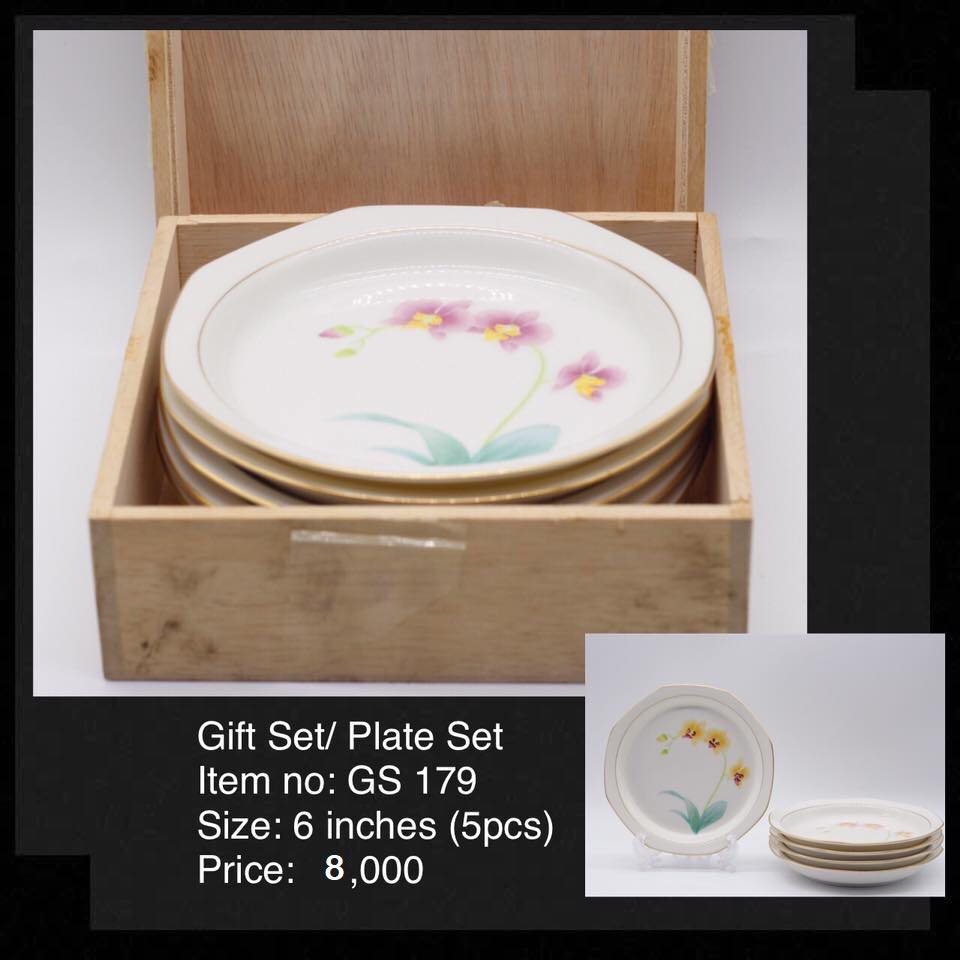 Gift Set/ Plate Set
Item no: GS 179
Size: 6 inches (5pcs)
Price: 8,000